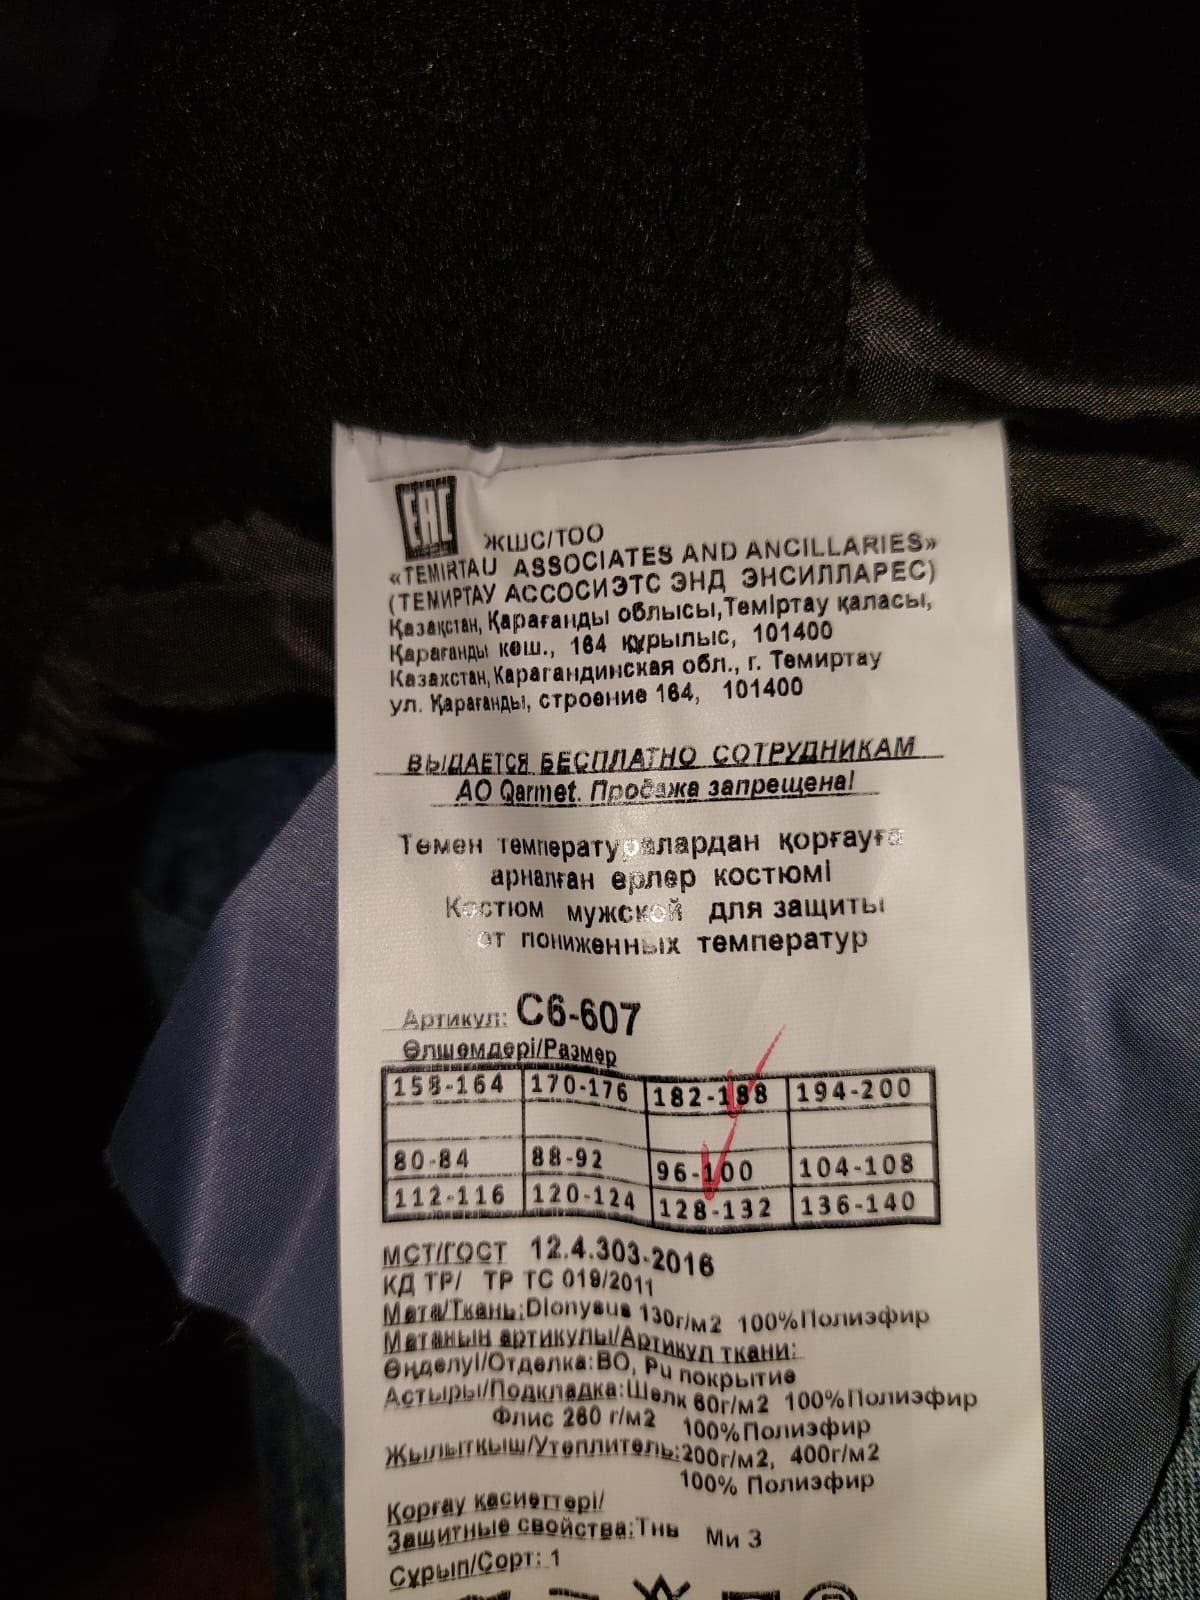 EAC
ЖШС/ТОО
«TEMIRTAU ASSOCIATES AND ANCILLARIES»
(ТЕМИРТАУ АССОСИЭТС ЭНД ЭНСИЛЛАРЕС)
Қазақстан, Қарағанды облысы, Теміртау қаласы,
Қарағанды көш., 164 құрылыс, 101400
Казахстан, Карагандинская обл., г. Темиртау
ул. Қарағанды, строение 164, 101400
ВЫДАЕТСЯ БЕСПЛАТНО СОТРУДНИКАМ
АО Qarmet. Продажа запрещена!
Төмен температуралардан қорғауға
арналған ерлер костюмі
Костюм мужской для защиты
от пониженных температур
Артикул: С6-607
Өлшемдері/Размер
158-164 170-176 182-188 194-200
80-84 88-92 96-100 104-108
112-116 120-124 128-132 136-140
МСТ/ГОСТ 12.4.303-2016
КД ТР/ ТР ТС 019/2011
Мата/Ткань: Dionysus 130г/м2 100%Полиэфир
Матанын артикулы/Артикул ткани:
Өңделуі/Отделка: ВО, Pu покрытие
Астыры/Подкладка: Шелк 60г/м2 100%Полиэфир
Флис 260 г/м2 100%Полиэфир
Жылытқыш/Утеплитель: 200г/м2, 400г/м2
100% Полиэфир
Қорғау қасиеттері/
Защитные свойства: Тнв Ми З
Сұрып/Сорт: 1